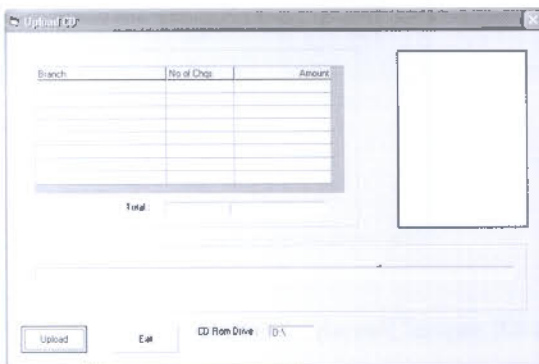 Upload CD
Branch No of Chqs Amount
Total :
Upload Exit CD Rom Drive D:\